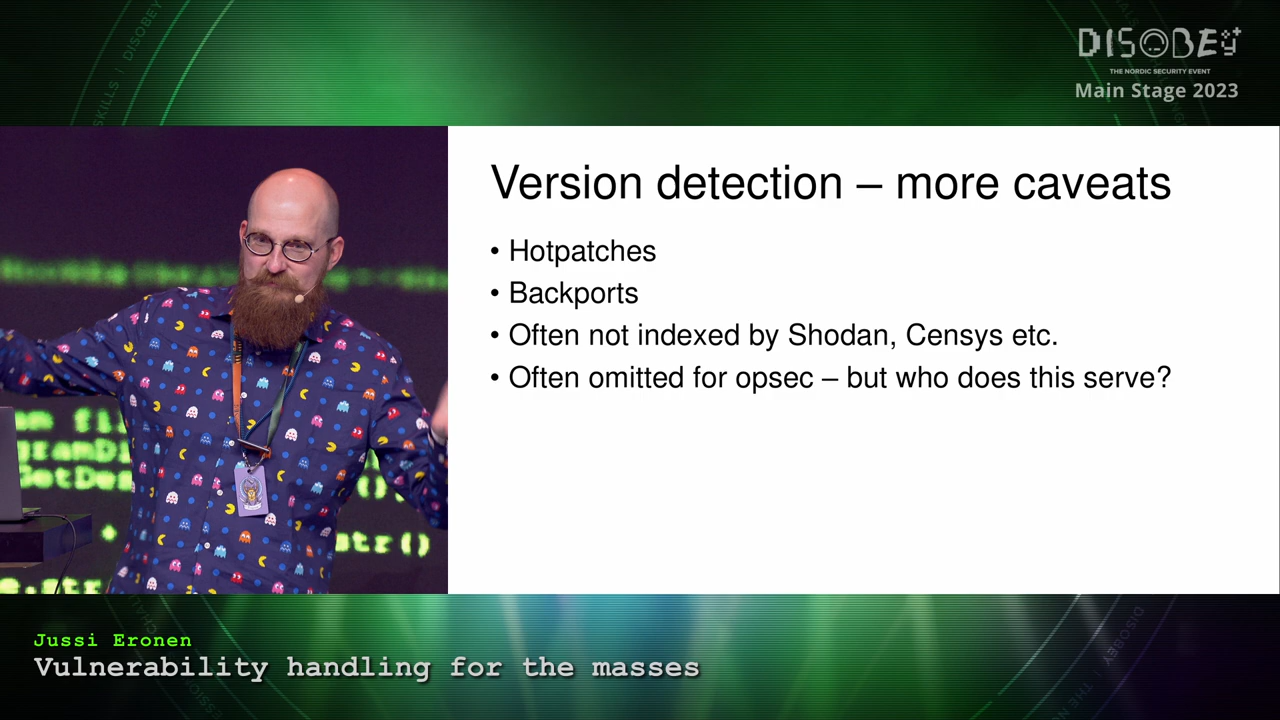 DISOBEY
THE NORDIC SECURITY EVENT
Main Stage 2023
Version detection – more caveats
• Hotpatches
• Backports
• Often not indexed by Shodan, Censys etc.
• Often omitted for opsec – but who does this serve?
str()
Jussi Eronen
Vulnerability handling for the masses